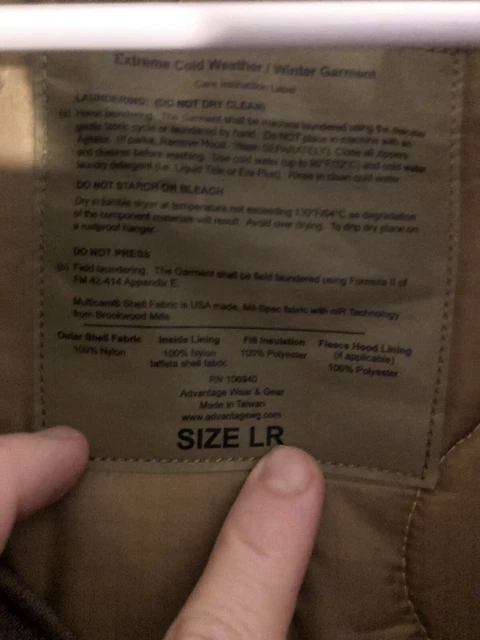 Extreme Cold Weather / Winter Garment
Care Instruction Label
LAUNDERING: (DO NOT DRY CLEAN)
(a) Home laundering. The Garment shall be machine laundered using the delicate
gentle fabric cycle or laundered by hand. Do NOT place in machine with an
Agitator. (If parka, Remove Hood. Wash SEPARATELY). Close all zippers
and closures before washing. Use cold water (up to 90°F/32°C) and cold water
laundry detergent (i.e. Liquid Tide or Era Plus). Rinse in clean cold water.
DO NOT STARCH OR BLEACH
Dry in tumble dryer at temperature not exceeding 130°F/54°C as degradation
of the component materials will result. Avoid over drying. To drip dry place on
a rustproof hanger.
DO NOT PRESS
(b) Field laundering. The Garment shall be field laundered using Formula II of
FM 42-414 Appendix E.
Multicam® Shell Fabric is USA made, Mil-Spec fabric with nIR Technology
from Brookwood Mills
Outer Shell Fabric Inside Lining Fill Insulation Fleece Hood Lining
100% Nylon 100% Nylon 100% Polyester (if applicable)
taffeta shell fabric 100% Polyester
RN 106940
Advantage Wear & Gear
Made in Taiwan
www.advantagewg.com
SIZE LR